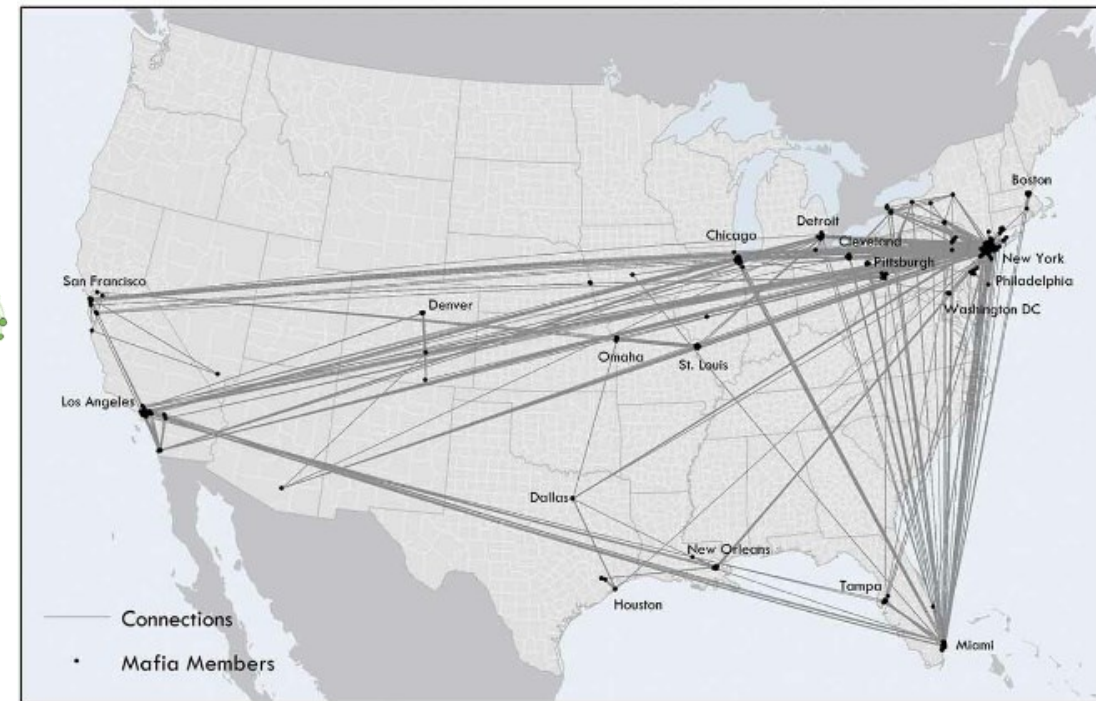 Boston
Detroit
Chicago
Cleveland
New York
Pittsburgh
San Francisco
Philadelphia
Denver
Washington DC
Omaha
St. Louis
Los Angeles
Dallas
New Orleans
Tampa
Houston
Connections
Miami
Mafia Members